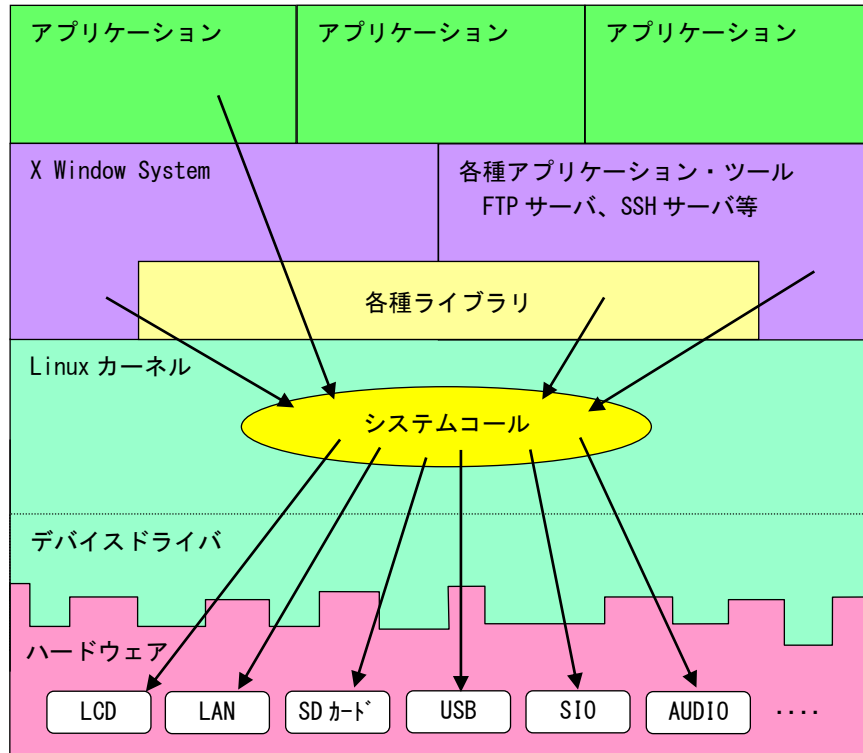 アプリケーション
アプリケーション
アプリケーション
X Window System
各種アプリケーション・ツール
FTP サーバ、SSH サーバ等
各種ライブラリ
Linux カーネル
システムコール
デバイスドライバ
ハードウェア
LCD
LAN
SD ｶｰﾄﾞ
USB
SIO
AUDIO
‥‥